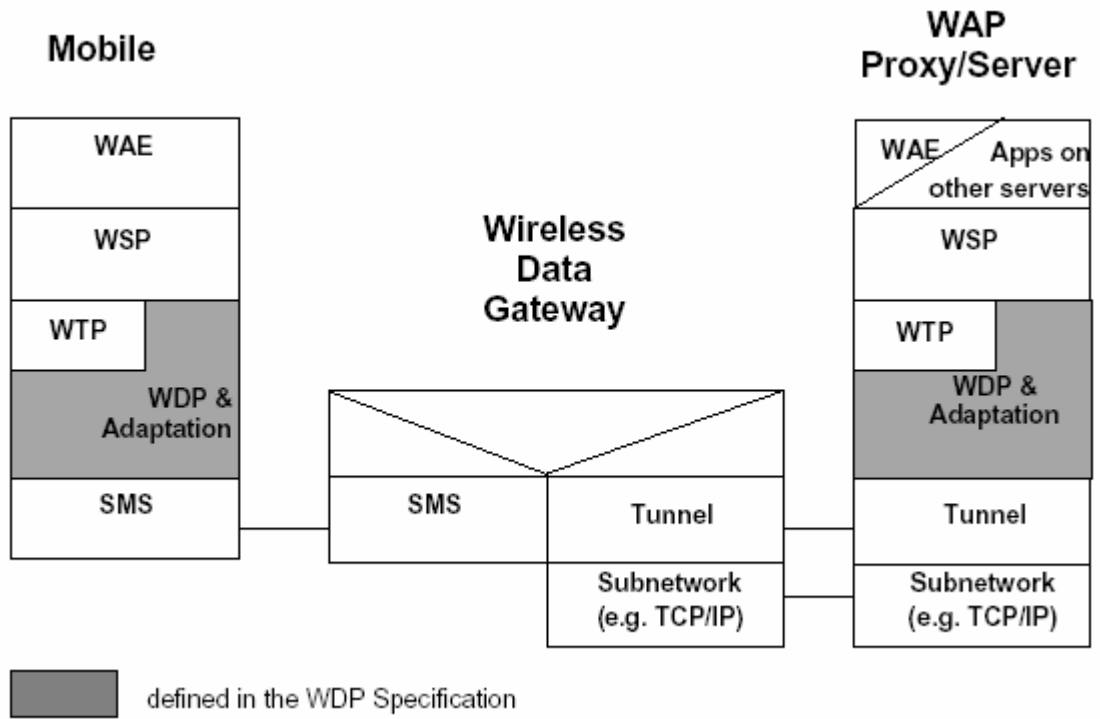 Mobile
WAE
WSP
WTP
WDP &
Adaptation
SMS
Wireless
Data
Gateway
SMS
Tunnel
Subnetwork
(e.g. TCP/IP)
WAP
Proxy/Server
WAE
Apps on
other servers
WSP
WTP
WDP &
Adaptation
Tunnel
Subnetwork
(e.g. TCP/IP)
defined in the WDP Specification